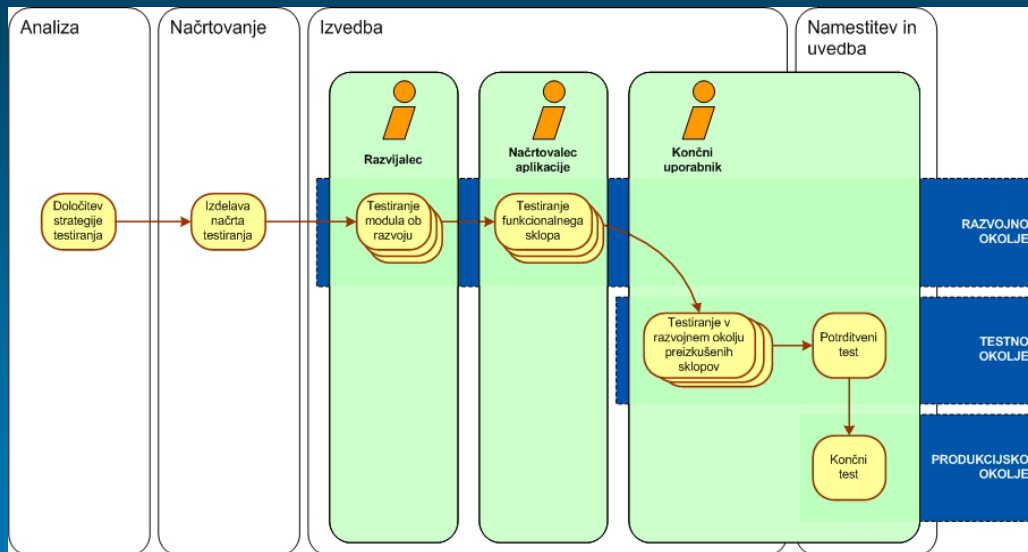 Analiza
Načrtovanje
Izvedba
Namestitev in
uvedba
Razvijalec
Načrtovalec
aplikacije
Končni
uporabnik
Določitev
strategije
testiranja
Izdelava
načrta
testiranja
Testiranje
modula ob
razvoju
Testiranje
funkcionalnega
sklopa
RAZVOJNO
OKOLJE
Testiranje v
razvojnem okolju
preizkušenih
sklopov
Potrditveni
test
TESTNO
OKOLJE
Končni
test
PRODUKCIJSKO
OKOLJE